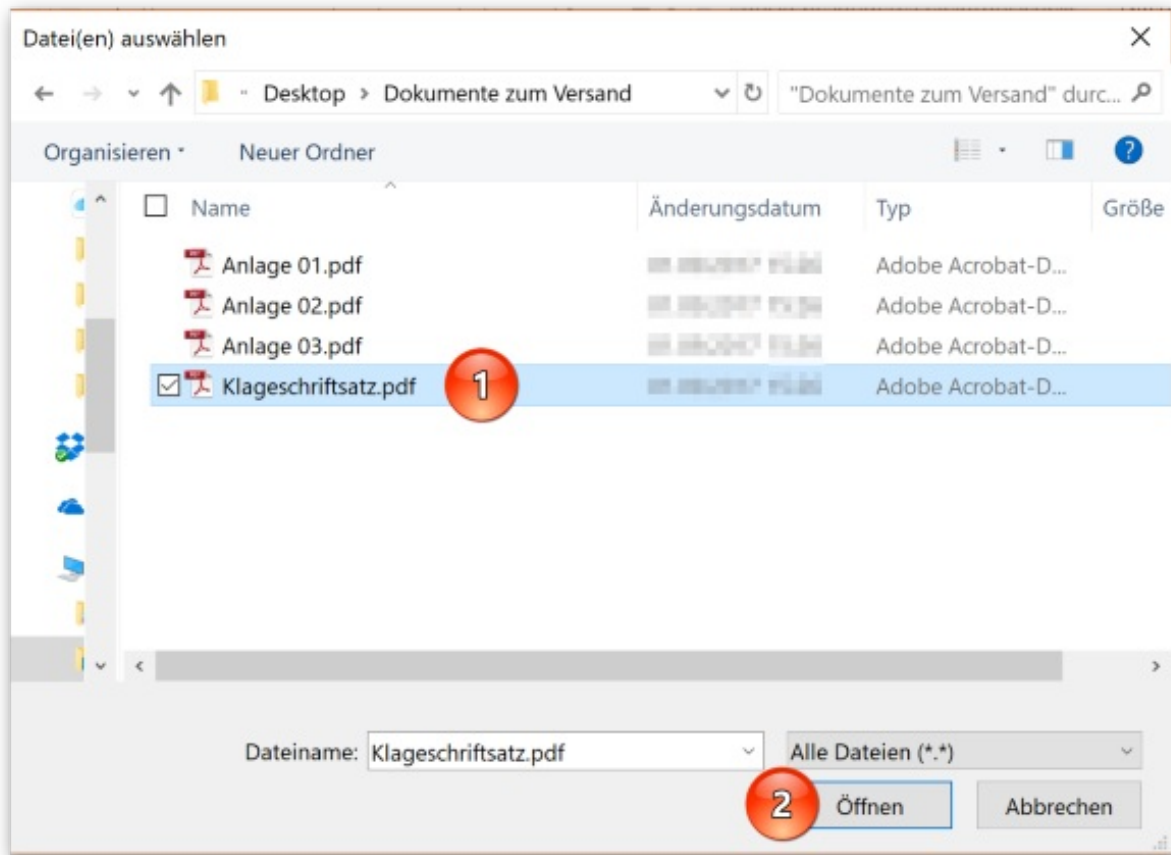 Datei(en) auswählen
Desktop > Dokumente zum Versand
"Dokumente zum Versand" durc...
Organisieren Neuer Ordner ?
Name Änderungsdatum Typ Größe
Anlage 01.pdf Adobe Acrobat-D...
Anlage 02.pdf Adobe Acrobat-D...
Anlage 03.pdf Adobe Acrobat-D...
Klageschriftsatz.pdf 1 Adobe Acrobat-D...
Dateiname: Klageschriftsatz.pdf Alle Dateien (*.*)
2 Öffnen Abbrechen